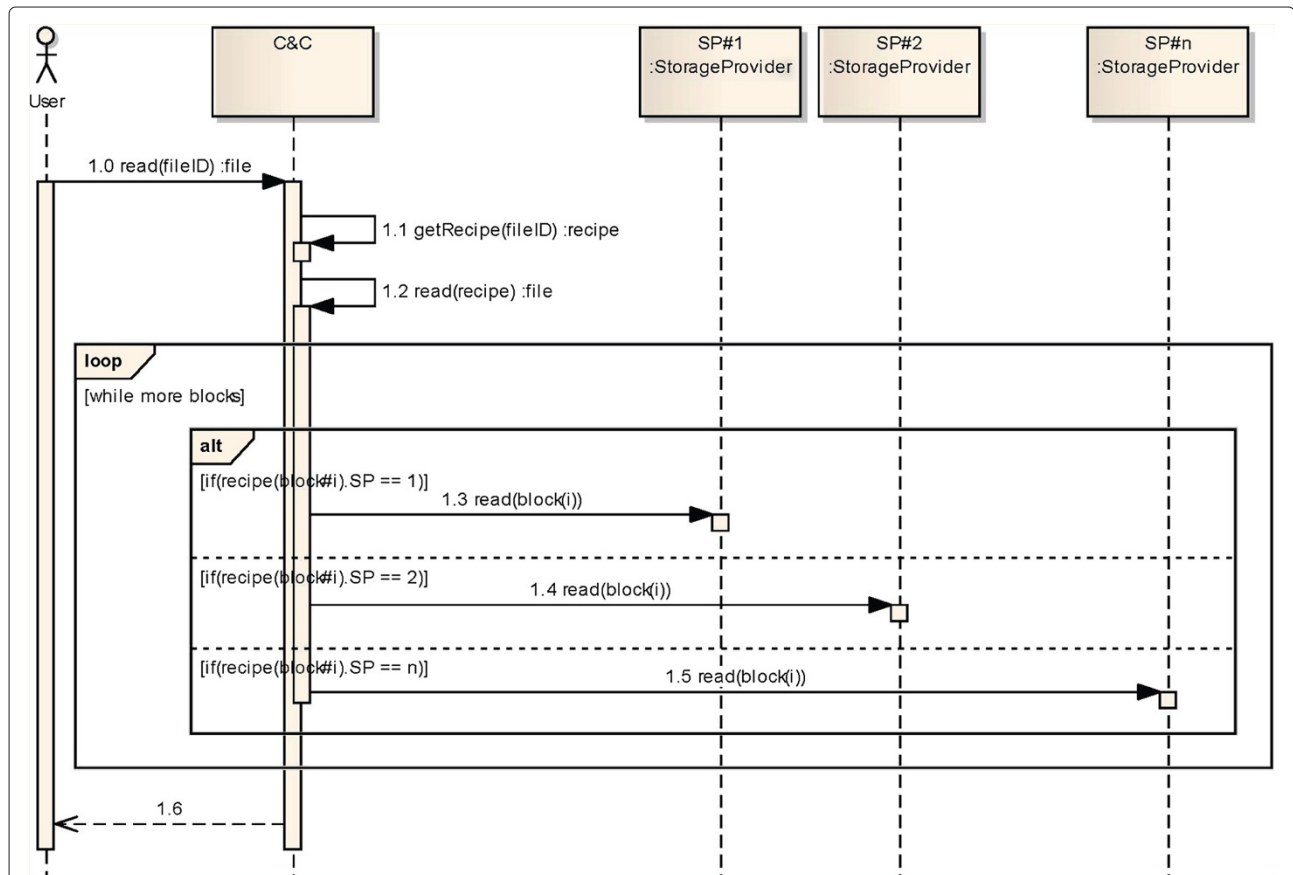 User
C&C
SP#1
:StorageProvider
SP#2
:StorageProvider
SP#n
:StorageProvider
1.0 read(fileID) :file
1.1 getRecipe(fileID) :recipe
1.2 read(recipe) :file
loop
[while more blocks]
alt
[if(recipe(block#i).SP == 1)]
1.3 read(block(i))
[if(recipe(block#i).SP == 2)]
1.4 read(block(i))
[if(recipe(block#i).SP == n)]
1.5 read(block(i))
1.6